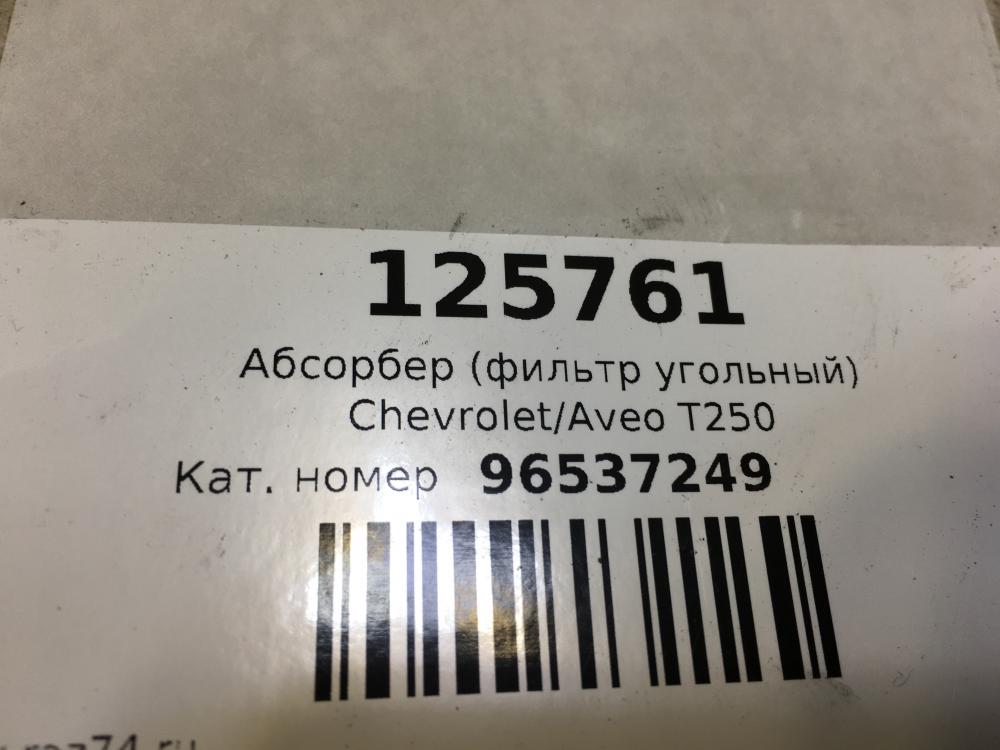 125761
Абсорбер (фильтр угольный)
Chevrolet/Aveo T250
Кат. номер 96537249